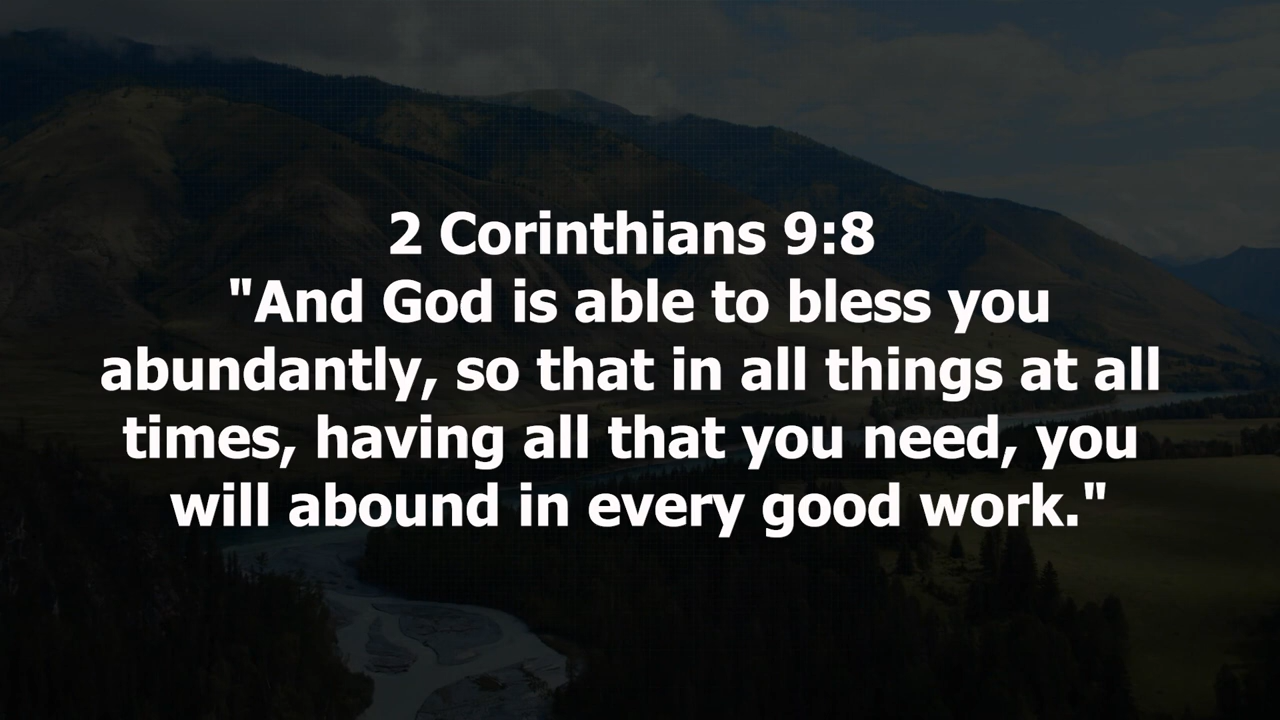 2 Corinthians 9:8
"And God is able to bless you
abundantly, so that in all things at all
times, having all that you need, you
will abound in every good work."